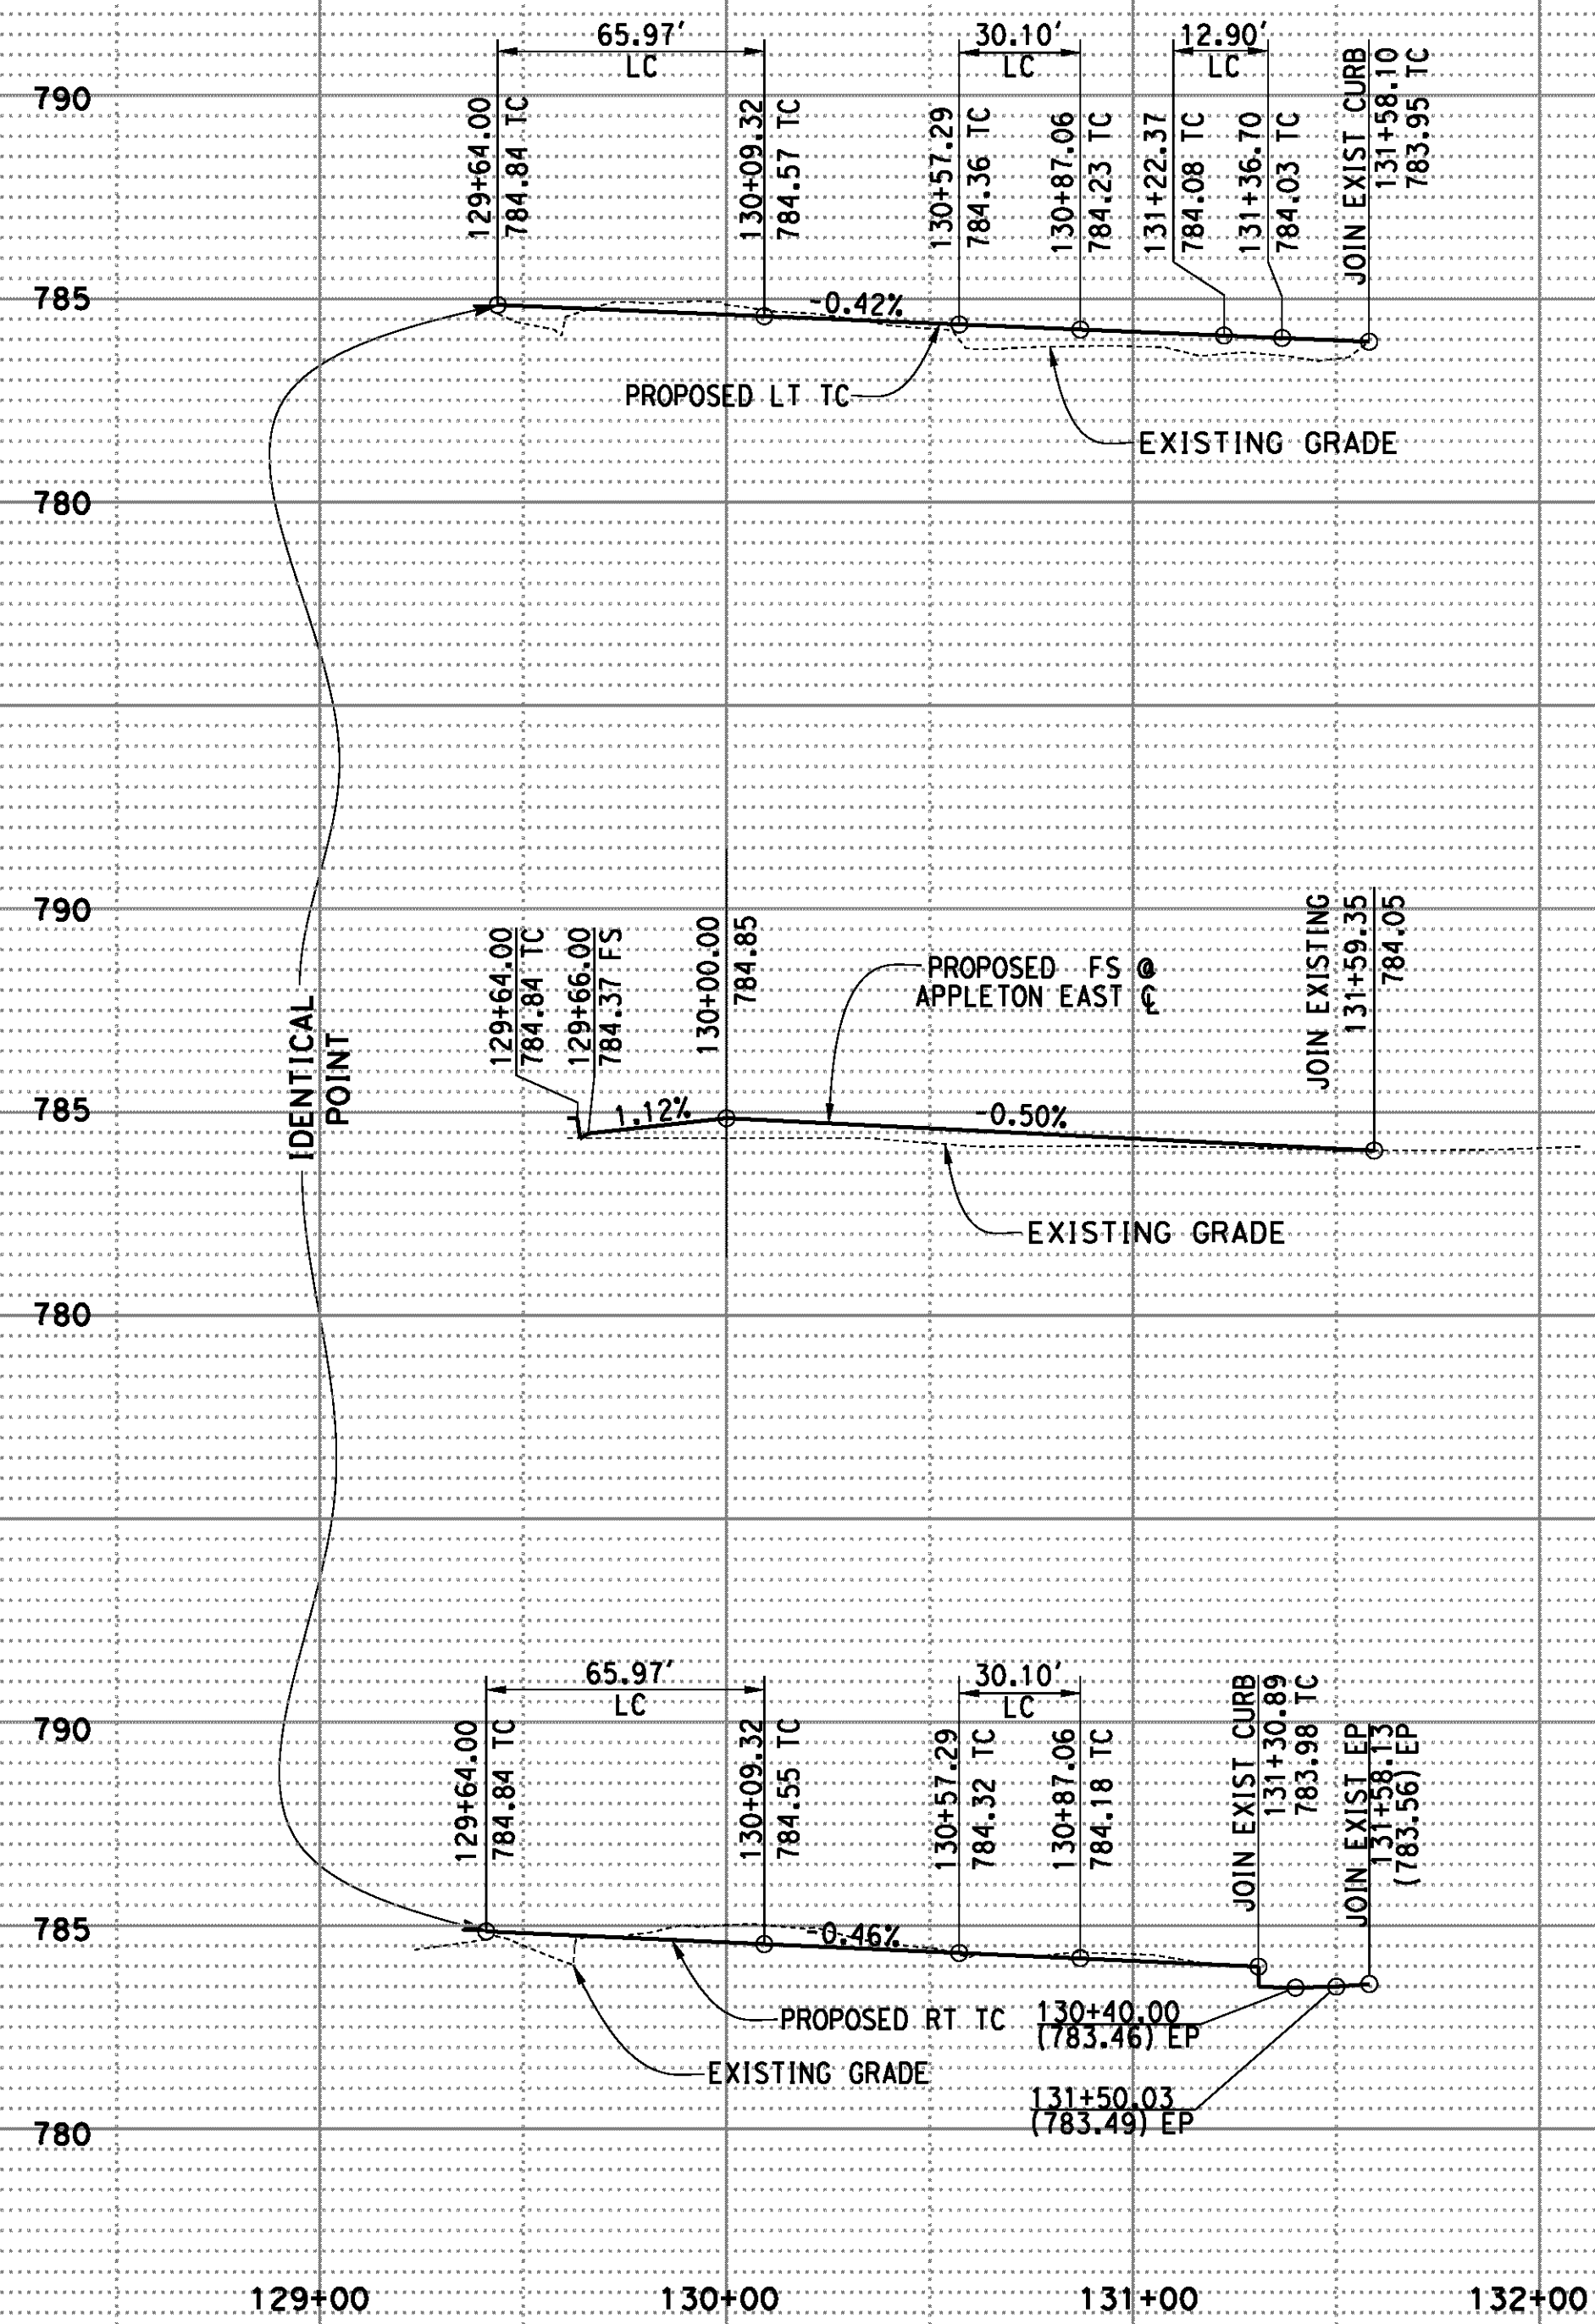 65.97'
LC
30.10'
LC
12.90'
LC
790
129+64.00
784.84 TC
130+09.32
784.57 TC
130+57.29
784.36 TC
130+87.06
784.23 TC
131+22.37
784.08 TC
131+36.70
784.03 TC
JOIN EXIST CURB
131+58.10
783.95 TC
785
-0.42%
PROPOSED LT TC
EXISTING GRADE
780
790
129+64.00
784.84 TC
129+66.00
784.37 FS
130+00.00
784.85
PROPOSED FS @
APPLETON EAST ℄
JOIN EXISTING
131+59.35
784.05
IDENTICAL
POINT
785
1.12%
-0.50%
EXISTING GRADE
780
65.97'
LC
30.10'
LC
790
129+64.00
784.84 TC
130+09.32
784.55 TC
130+57.29
784.32 TC
130+87.06
784.18 TC
JOIN EXIST CURB
131+30.89
783.98 TC
JOIN EXIST EP
131+58.13
(783.56) EP
785
-0.46%
PROPOSED RT TC
130+40.00
(783.46) EP
EXISTING GRADE
131+50.03
(783.49) EP
780
129+00
130+00
131+00
132+00